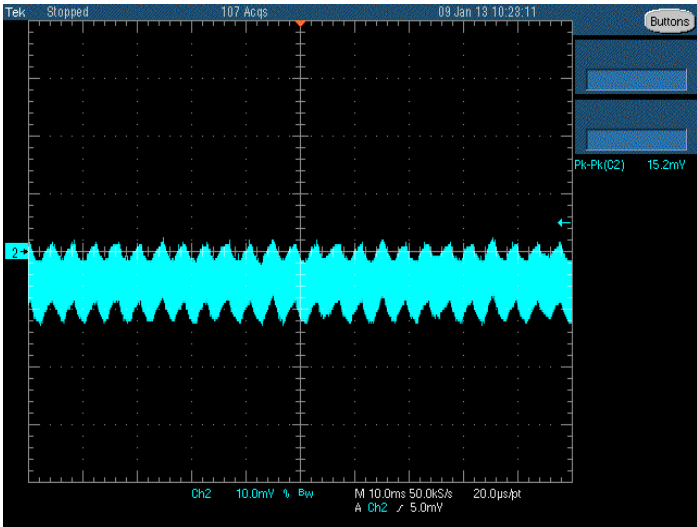 Tek Stopped 107 Acqs 09 Jan 13 10:23:11
Buttons
Pk-Pk(C2) 15.2mV
2
Ch2 10.0mV % Bw M 10.0ms 50.0kS/s 20.0µs/pt
A Ch2 / 5.0mV